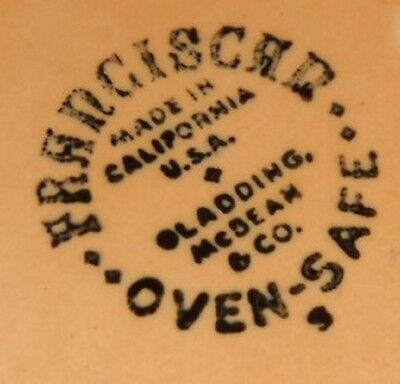 FRANCISCAN
MADE IN
CALIFORNIA
U.S.A.
GLADDING,
McBEAN
& CO.
OVEN-SAFE